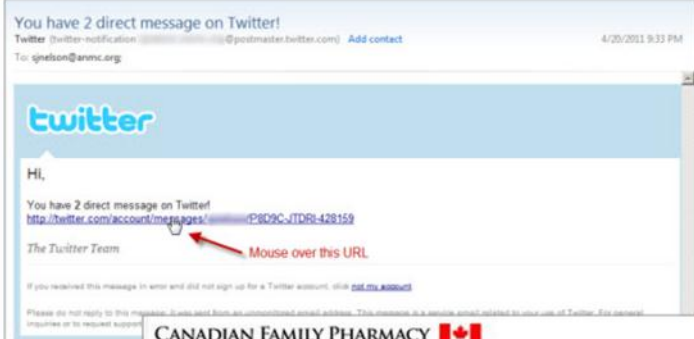 You have 2 direct message on Twitter!
Twitter (twitter-notification @postmaster.twitter.com) Add contact 4/20/2011 9:33 PM
To: sjnelson@anmc.org;
twitter
Hi,
You have 2 direct message on Twitter!
http://twitter.com/account/messages/ /P8D9C-JTDRI-428159
Mouse over this URL
The Twitter Team
If you received this message in error and did not sign up for a Twitter account, click not my account.
Please do not reply to this message. It was sent from an unmonitored email address. This message is a service email related to your use of Twitter. For general
inquiries or to request support
CANADIAN FAMILY PHARMACY